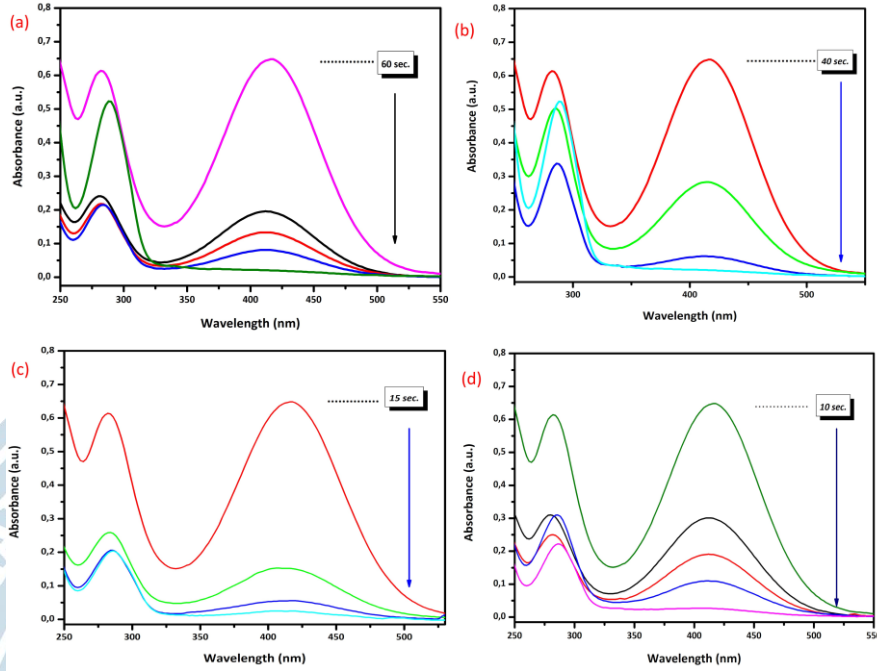 (a)
0,8
0,7
0,6
0,5
0,4
0,3
0,2
0,1
0,0
Absorbance (a.u.)
60 sec.
250 300 350 400 450 500 550
Wavelength (nm)
(b)
0,8
0,7
0,6
0,5
0,4
0,3
0,2
0,1
0,0
Absorbance (a.u.)
40 sec.
300 400 500
Wavelength (nm)
(c)
0,8
0,7
0,6
0,5
0,4
0,3
0,2
0,1
0,0
Absorbance (a.u.)
15 sec.
250 300 350 400 450 500
Wavelength (nm)
(d)
0,8
0,7
0,6
0,5
0,4
0,3
0,2
0,1
0,0
Absorbance (a.u.)
10 sec.
250 300 350 400 450 500 550
Wavelength (nm)